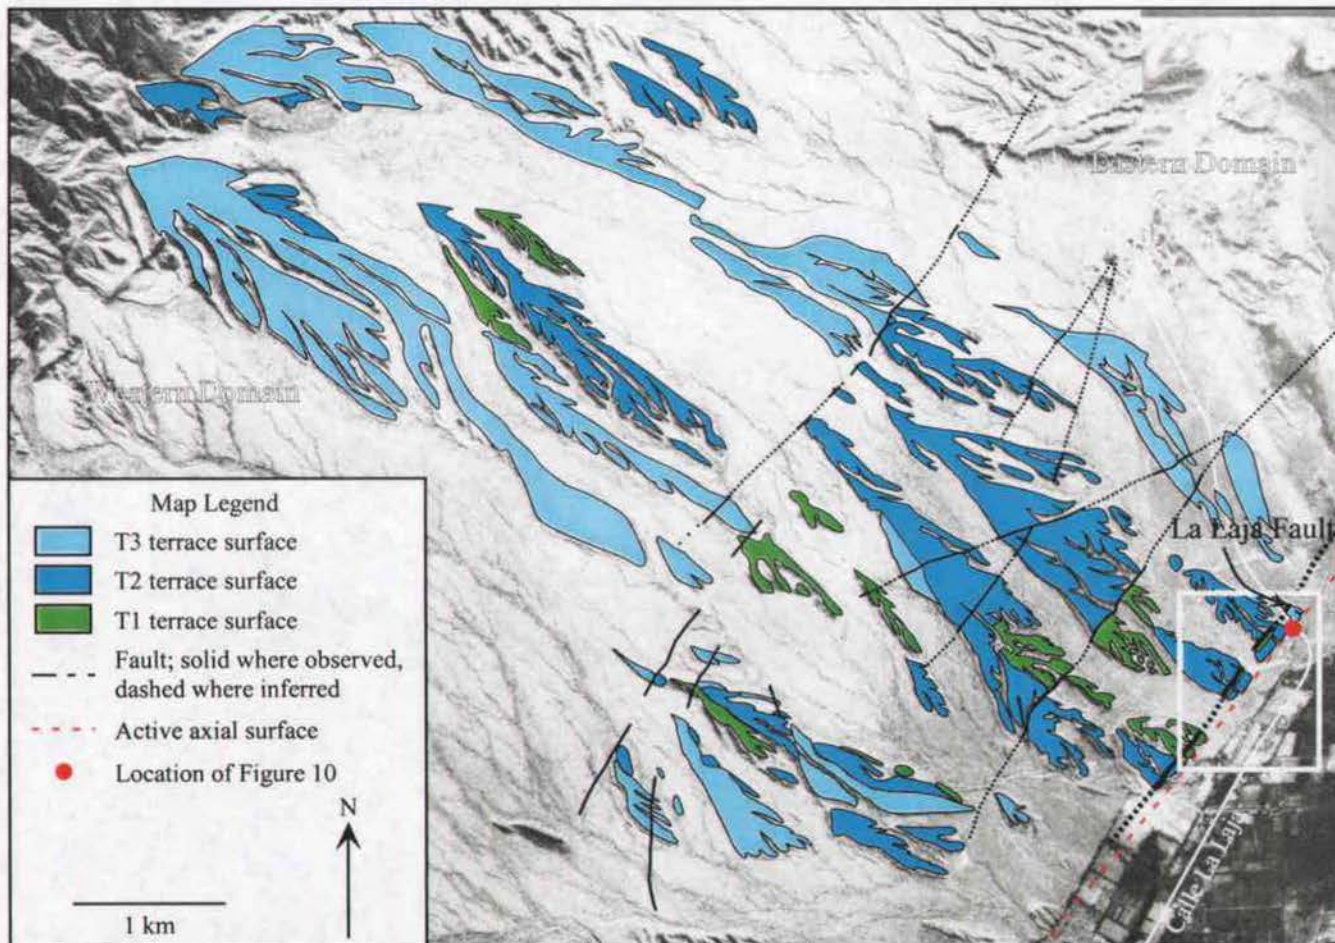 Eastern Domain
Western Domain
La Laja Fault
Calle La Laja
Map Legend
T3 terrace surface
T2 terrace surface
T1 terrace surface
Fault; solid where observed,
dashed where inferred
Active axial surface
Location of Figure 10
N
1 km